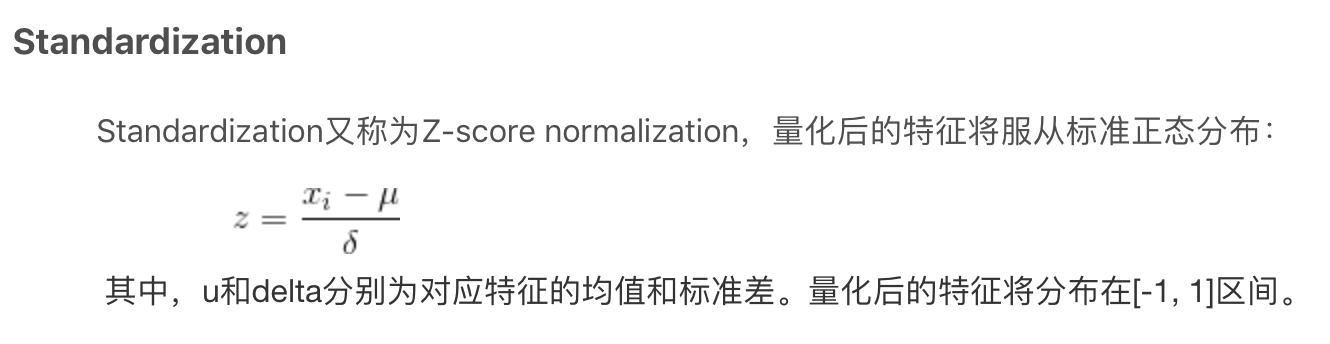 Standardization
Standardization又称为Z-score normalization，量化后的特征将服从标准正态分布：
z = \frac{x_i - μ}{δ}
其中，u和delta分别为对应特征的均值和标准差。量化后的特征将分布在[-1, 1]区间。